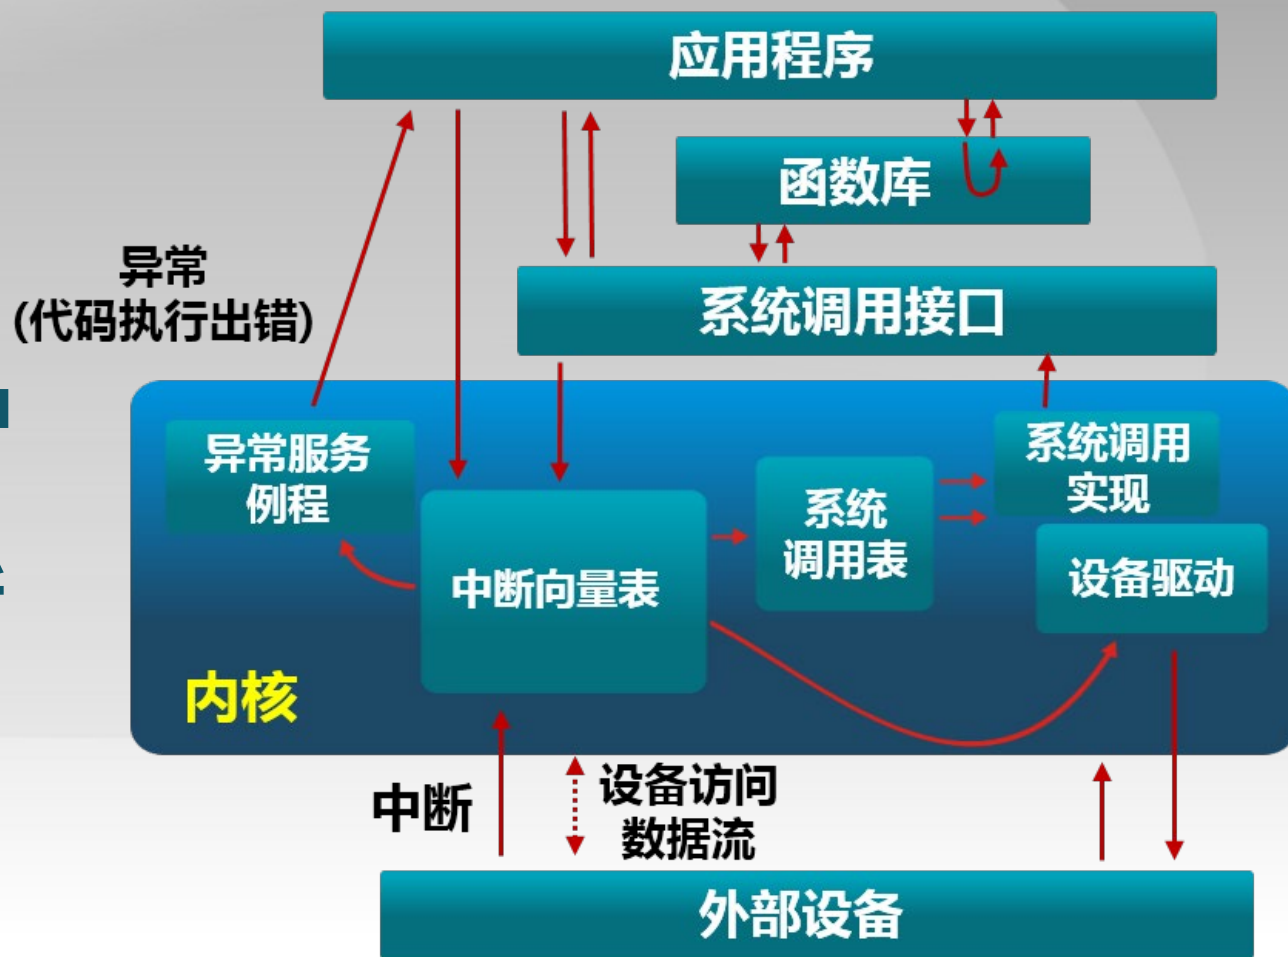 应用程序
函数库
异常
(代码执行出错)
系统调用接口
异常服务
例程
中断向量表
系统
调用表
系统调用
实现
设备驱动
内核
中断
设备访问
数据流
外部设备